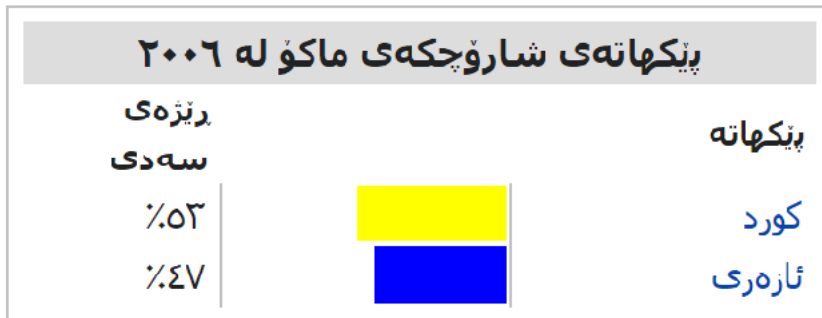 پێکهاتەی شارۆچکەی ماکۆ لە ٢٠٠٦
پێکهاتە
ڕێژەی
سەدی
کورد ٥٣٪
ئازەری ٤٧٪